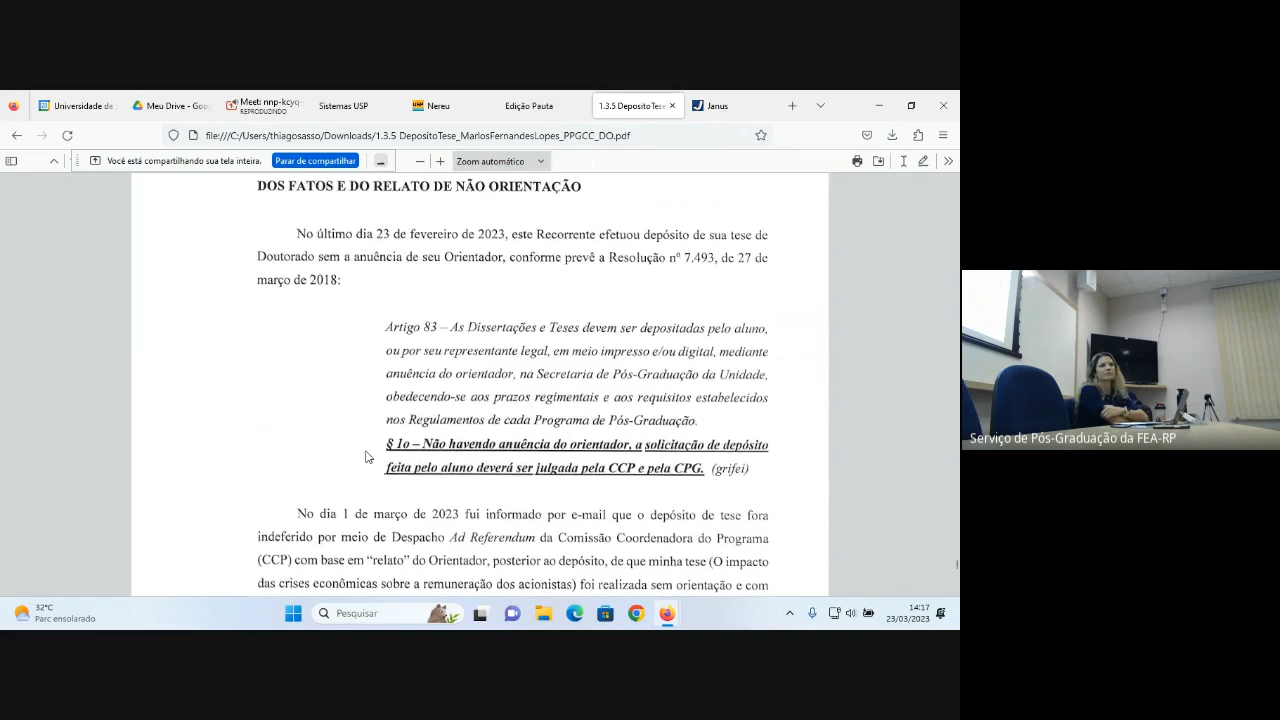 Universidade de
Meu Drive - Goo
Meet: nnp-kcyq-
REPRODUZINDO
Sistemas USP
Nereu
Edição Pauta
1.3.5 DepositoTese
Janus
file:///C:/Users/thiagosasso/Downloads/1.3.5 DepositoTese_MarlosFernandesLopes_PPGCC_DO.pdf
Você está compartilhando sua tela inteira.
Parar de compartilhar
Zoom automático
DOS FATOS E DO RELATO DE NÃO ORIENTAÇÃO
No último dia 23 de fevereiro de 2023, este Recorrente efetuou depósito de sua tese de
Doutorado sem a anuência de seu Orientador, conforme prevê a Resolução nº 7.493, de 27 de
março de 2018:
Artigo 83 – As Dissertações e Teses devem ser depositadas pelo aluno,
ou por seu representante legal, em meio impresso e/ou digital, mediante
anuência do orientador, na Secretaria de Pós-Graduação da Unidade,
obedecendo-se aos prazos regimentais e aos requisitos estabelecidos
nos Regulamentos de cada Programa de Pós-Graduação.
§ 1o – Não havendo anuência do orientador, a solicitação de depósito
feita pelo aluno deverá ser julgada pela CCP e pela CPG. (grifei)
No dia 1 de março de 2023 fui informado por e-mail que o depósito de tese fora
indeferido por meio de Despacho Ad Referendum da Comissão Coordenadora do Programa
(CCP) com base em “relato” do Orientador, posterior ao depósito, de que minha tese (O impacto
das crises econômicas sobre a remuneração dos acionistas) foi realizada sem orientação e com
Serviço de Pós-Graduação da FEA-RP
32°C
Parc ensolarado
Pesquisar
14:17
23/03/2023